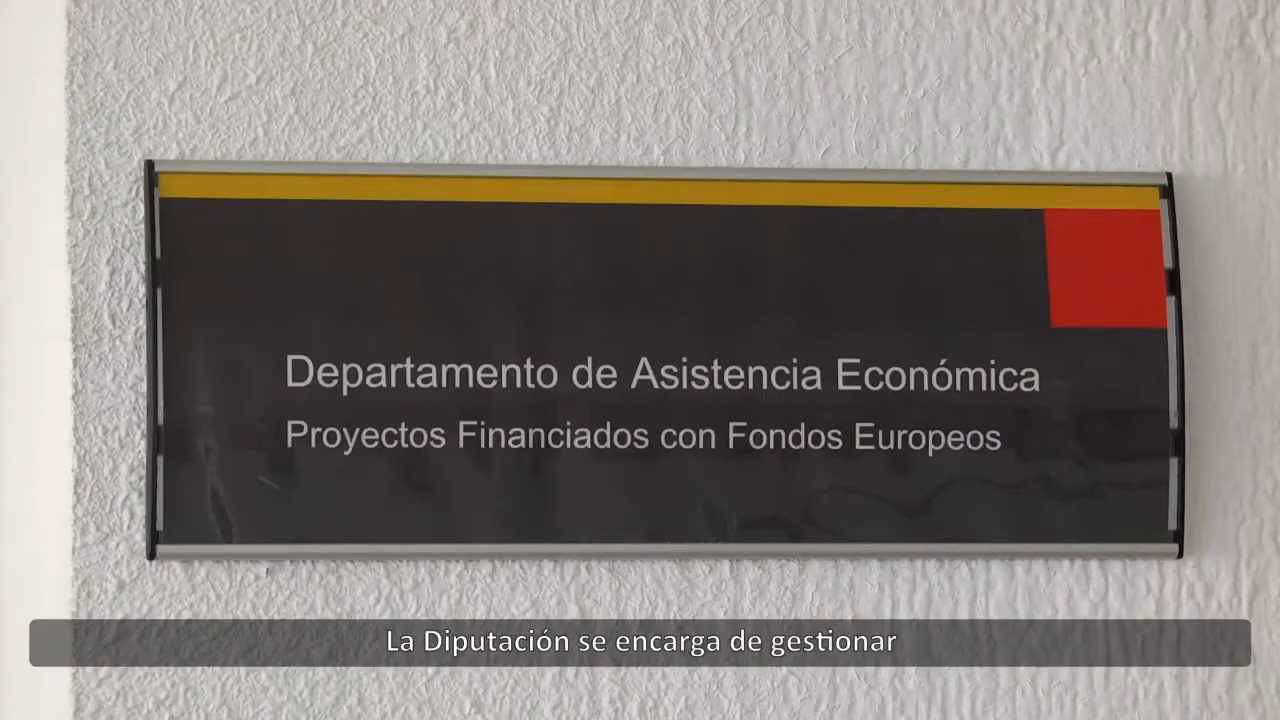 Departamento de Asistencia Económica
Proyectos Financiados con Fondos Europeos
La Diputación se encarga de gestionar